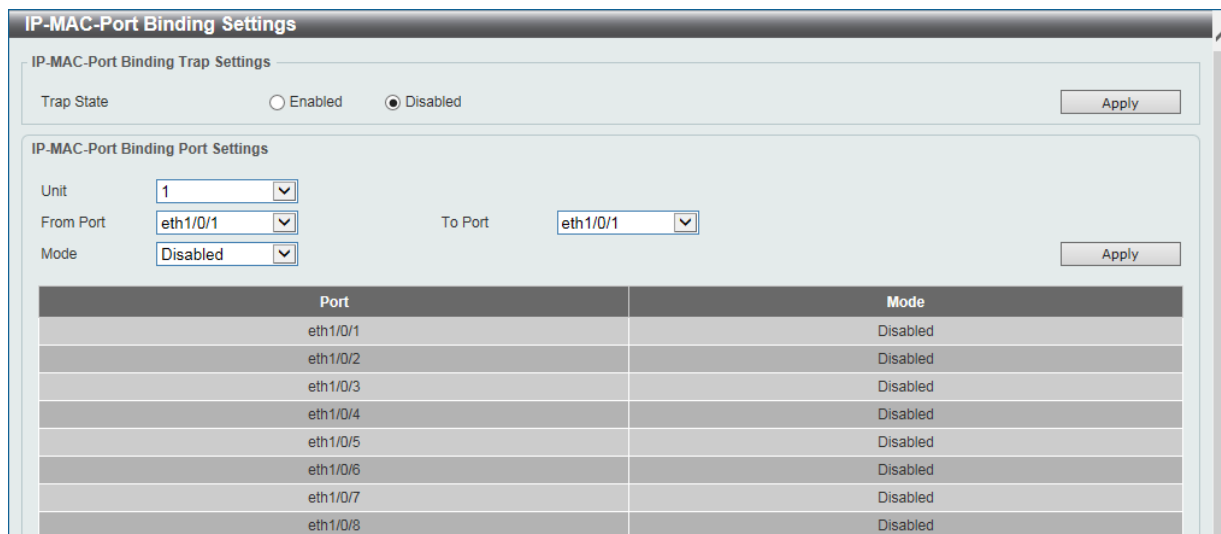 IP-MAC-Port Binding Settings
IP-MAC-Port Binding Trap Settings
Trap State Enabled Disabled Apply
IP-MAC-Port Binding Port Settings
Unit 1
From Port eth1/0/1 To Port eth1/0/1
Mode Disabled Apply
Port Mode
eth1/0/1 Disabled
eth1/0/2 Disabled
eth1/0/3 Disabled
eth1/0/4 Disabled
eth1/0/5 Disabled
eth1/0/6 Disabled
eth1/0/7 Disabled
eth1/0/8 Disabled